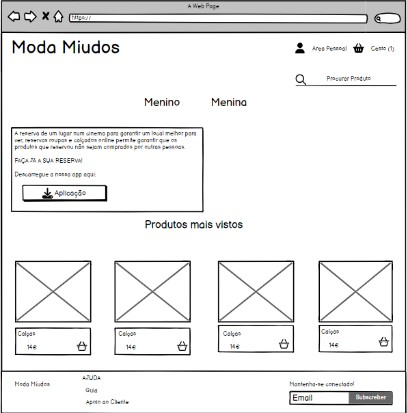 A Web Page
https://
Moda Miudos
Area Pessoal
Cesto (1)
Procurar Produto
Menino Menina
A reserva de um lugar num cinema para garantir um local melhor para
ver, reservas roupas e calçados online permite garantir que os
produtos que reservou não sejam comprados por outras pessoas.
FAÇA JÁ A SUA RESERVA!
Descarregue a nossa app aqui:
Aplicação
Produtos mais vistos
Calças Calças Calças Calças
14€ 14€ 14€ 14€
Moda Miúdos
AJUDA
Guia
Apoio ao Cliente
Mantenha-se conectado!
Email Subscrever